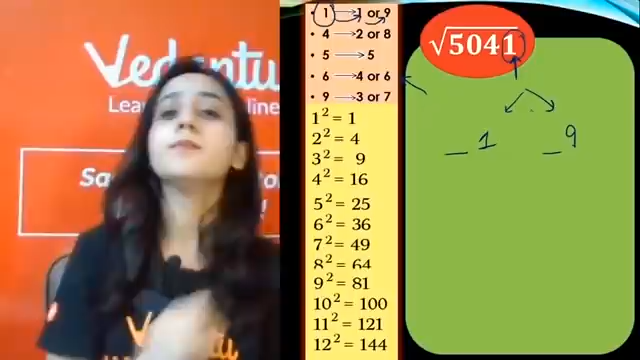 • 1 → 1 or 9
• 4 → 2 or 8
• 5 → 5
• 6 → 4 or 6
• 9 → 3 or 7
1² = 1
2² = 4
3² = 9
4² = 16
5² = 25
6² = 36
7² = 49
8² = 64
9² = 81
10² = 100
11² = 121
12² = 144
√5041
_ 1 _ 9
Vedantu
Vedantu